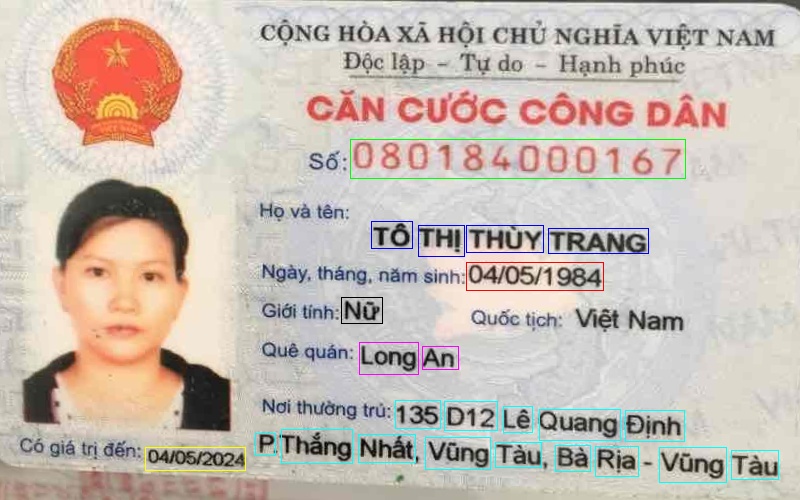 CỘNG HÒA XÃ HỘI CHỦ NGHĨA VIỆT NAM
Độc lập - Tự do - Hạnh phúc
CĂN CƯỚC CÔNG DÂN
Số: 080184000167
Họ và tên:
TÔ THỊ THÙY TRANG
Ngày, tháng, năm sinh: 04/05/1984
Giới tính: Nữ Quốc tịch: Việt Nam
Quê quán: Long An
Nơi thường trú: 135 D12 Lê Quang Định
P.Thắng Nhất, Vũng Tàu, Bà Rịa - Vũng Tàu
Có giá trị đến: 04/05/2024